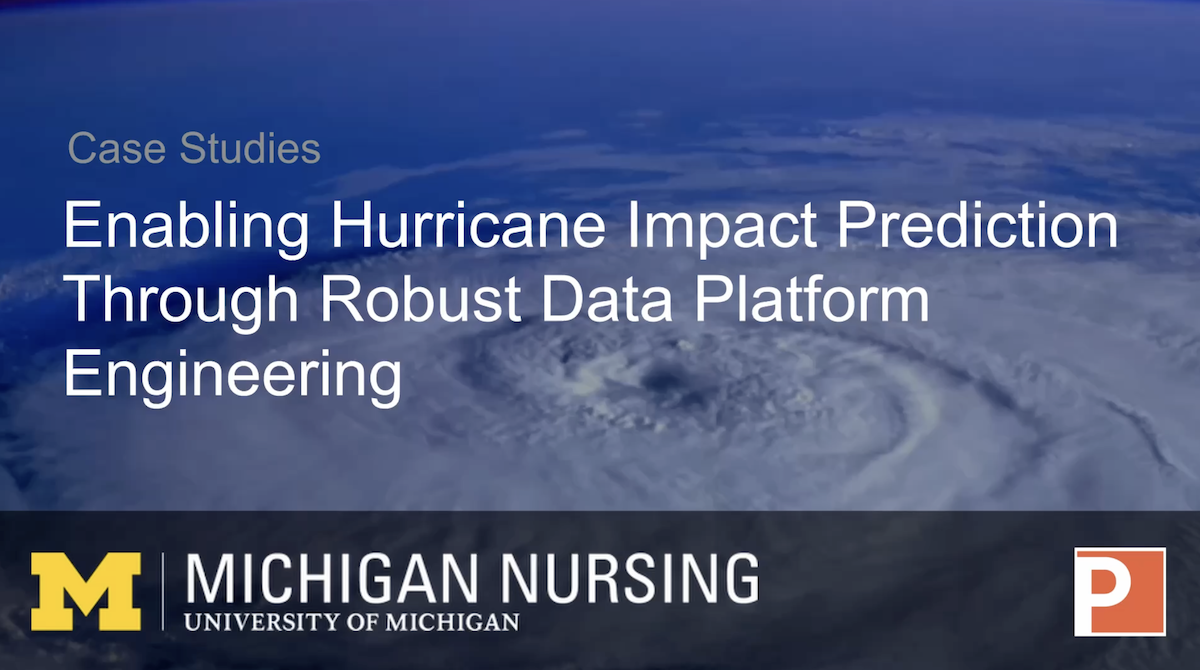 Case Studies
Enabling Hurricane Impact Prediction
Through Robust Data Platform
Engineering
M
MICHIGAN NURSING
UNIVERSITY OF MICHIGAN
P